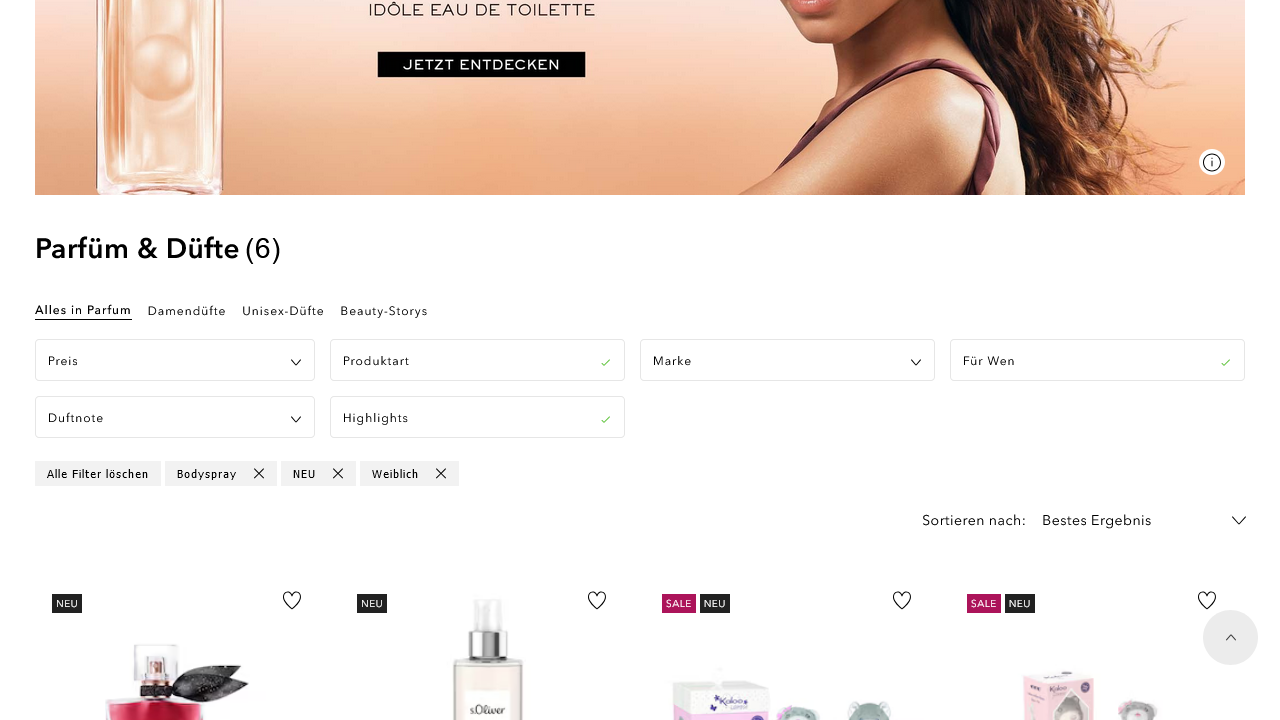 IDÔLE EAU DE TOILETTE
JETZT ENTDECKEN
Parfüm & Düfte (6)
Alles in Parfum Damendüfte Unisex-Düfte Beauty-Storys
Preis Produktart Marke Für Wen
Duftnote Highlights
Alle Filter löschen Bodyspray NEU Weiblich
Sortieren nach: Bestes Ergebnis
NEU NEU SALE NEU SALE NEU
s.Oliver
Kaloo Kaloo